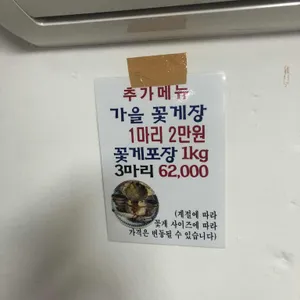 추가메뉴
가을 꽃게장
1마리 2만원
꽃게포장 1kg
3마리 62,000
(계절에 따라
꽃게 사이즈에 따라
가격은 변동될 수 있습니다)